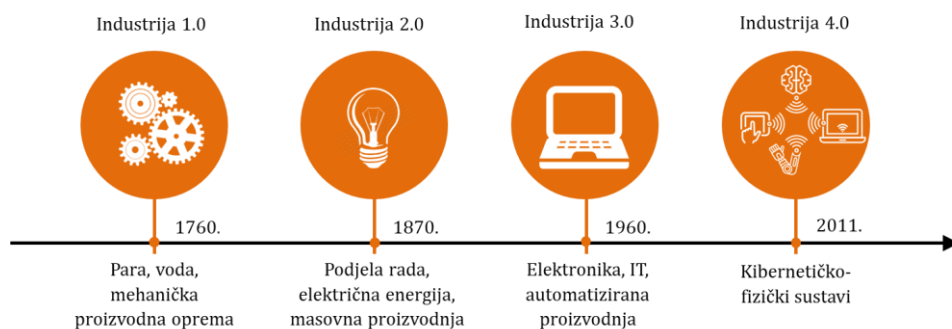 Industrija 1.0
Industrija 2.0
Industrija 3.0
Industrija 4.0
1760.
1870.
1960.
2011.
Para, voda,
mehanička
proizvodna oprema
Podjela rada,
električna energija,
masovna proizvodnja
Elektronika, IT,
automatizirana
proizvodnja
Kibernetičko-
fizički sustavi